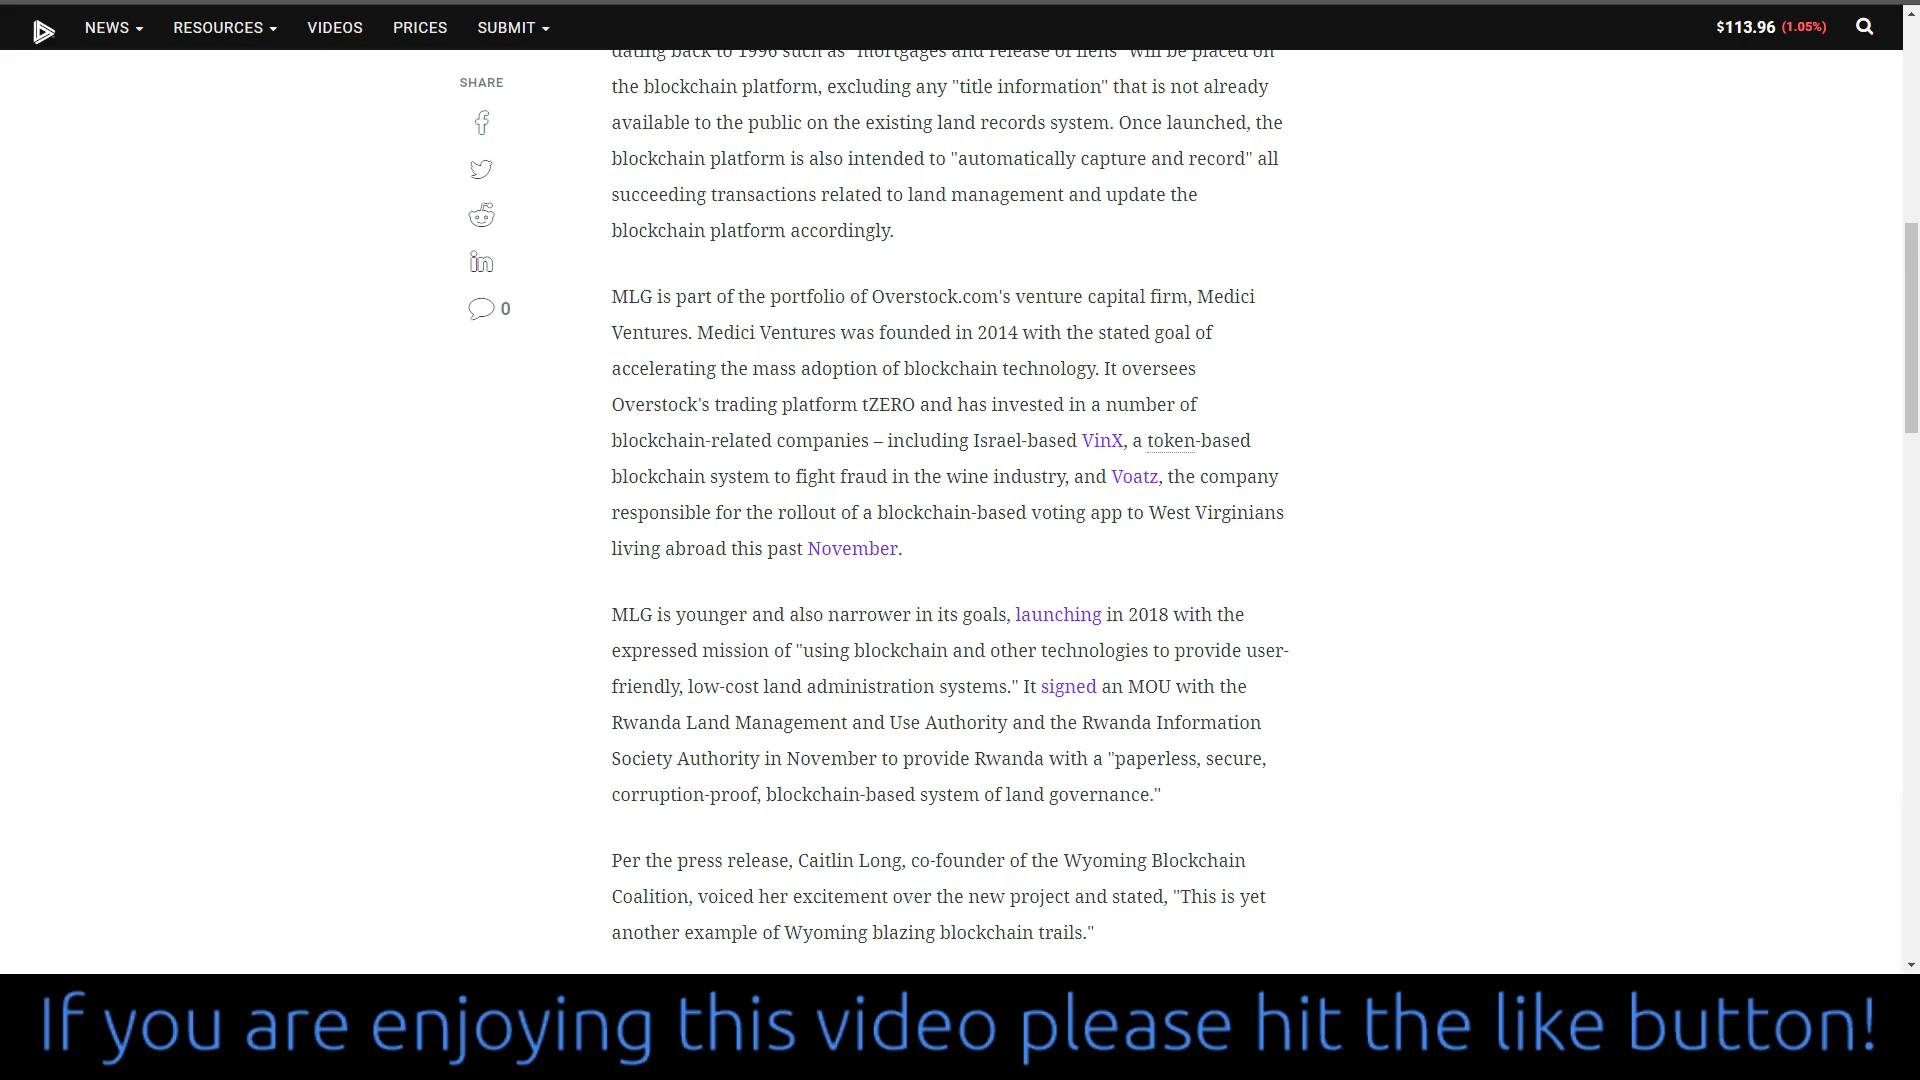 NEWS RESOURCES VIDEOS PRICES SUBMIT $113.96 (1.05%)
SHARE
0
dating back to 1996 such as "mortgages and release of liens" will be placed on
the blockchain platform, excluding any "title information" that is not already
available to the public on the existing land records system. Once launched, the
blockchain platform is also intended to "automatically capture and record" all
succeeding transactions related to land management and update the
blockchain platform accordingly.
MLG is part of the portfolio of Overstock.com's venture capital firm, Medici
Ventures. Medici Ventures was founded in 2014 with the stated goal of
accelerating the mass adoption of blockchain technology. It oversees
Overstock's trading platform tZERO and has invested in a number of
blockchain-related companies – including Israel-based VinX, a token-based
blockchain system to fight fraud in the wine industry, and Voatz, the company
responsible for the rollout of a blockchain-based voting app to West Virginians
living abroad this past November.
MLG is younger and also narrower in its goals, launching in 2018 with the
expressed mission of "using blockchain and other technologies to provide user-
friendly, low-cost land administration systems." It signed an MOU with the
Rwanda Land Management and Use Authority and the Rwanda Information
Society Authority in November to provide Rwanda with a "paperless, secure,
corruption-proof, blockchain-based system of land governance."
Per the press release, Caitlin Long, co-founder of the Wyoming Blockchain
Coalition, voiced her excitement over the new project and stated, "This is yet
another example of Wyoming blazing blockchain trails."
If you are enjoying this video please hit the like button!